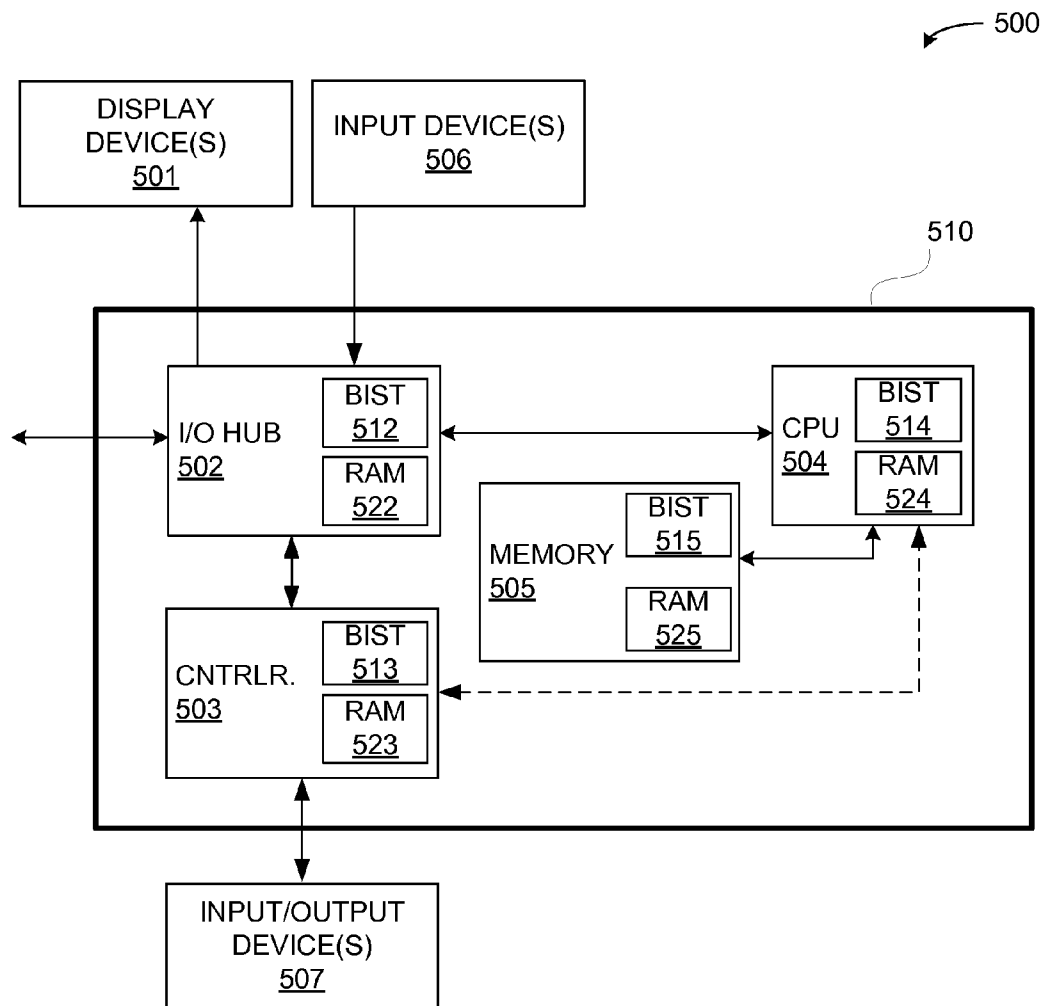 500
DISPLAY
DEVICE(S)
501
INPUT DEVICE(S)
506
510
I/O HUB
502
BIST
512
RAM
522
CPU
504
BIST
514
RAM
524
MEMORY
505
BIST
515
RAM
525
CNTRLR.
503
BIST
513
RAM
523
INPUT/OUTPUT
DEVICE(S)
507